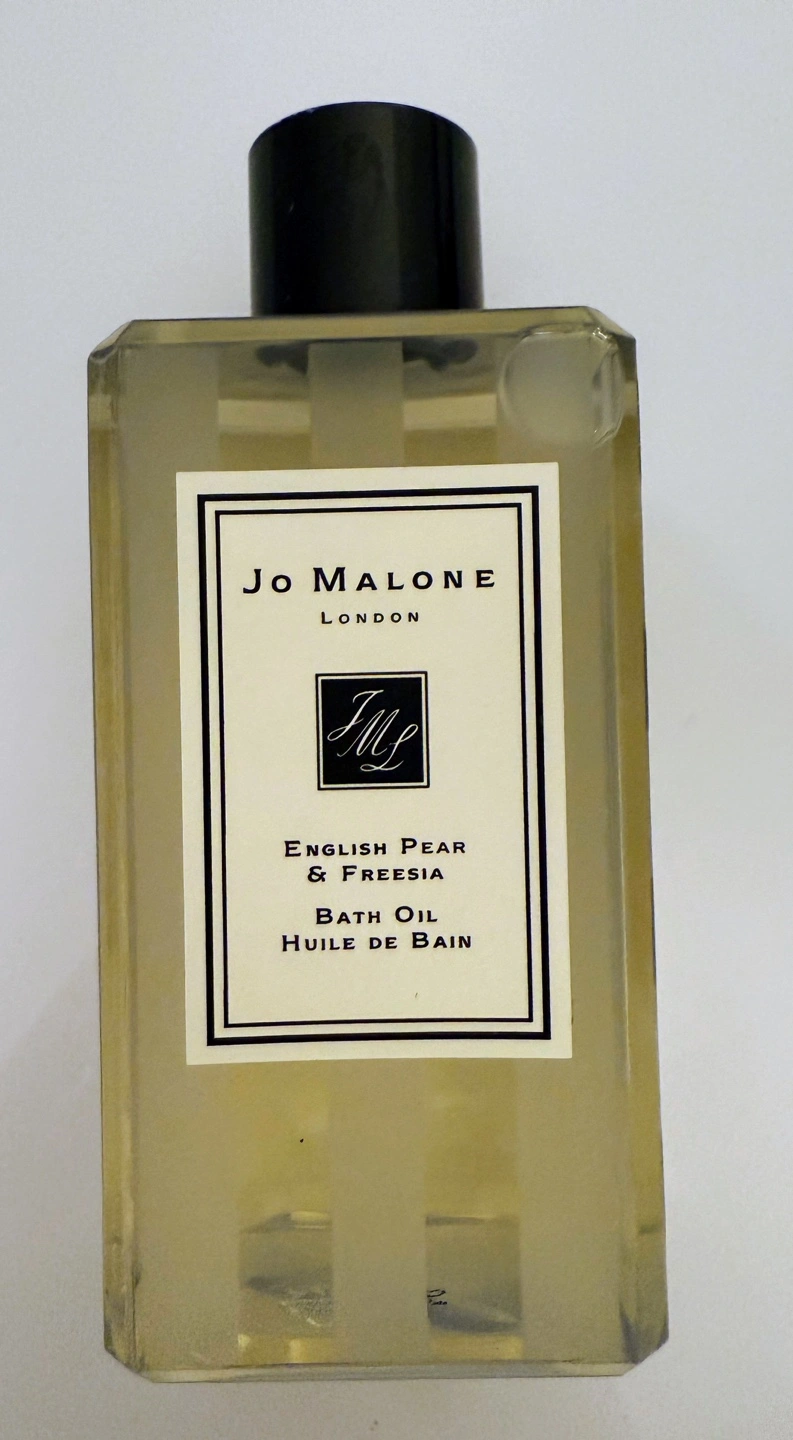 Jo Malone
London
JML
English Pear
& Freesia
Bath Oil
Huile de Bain